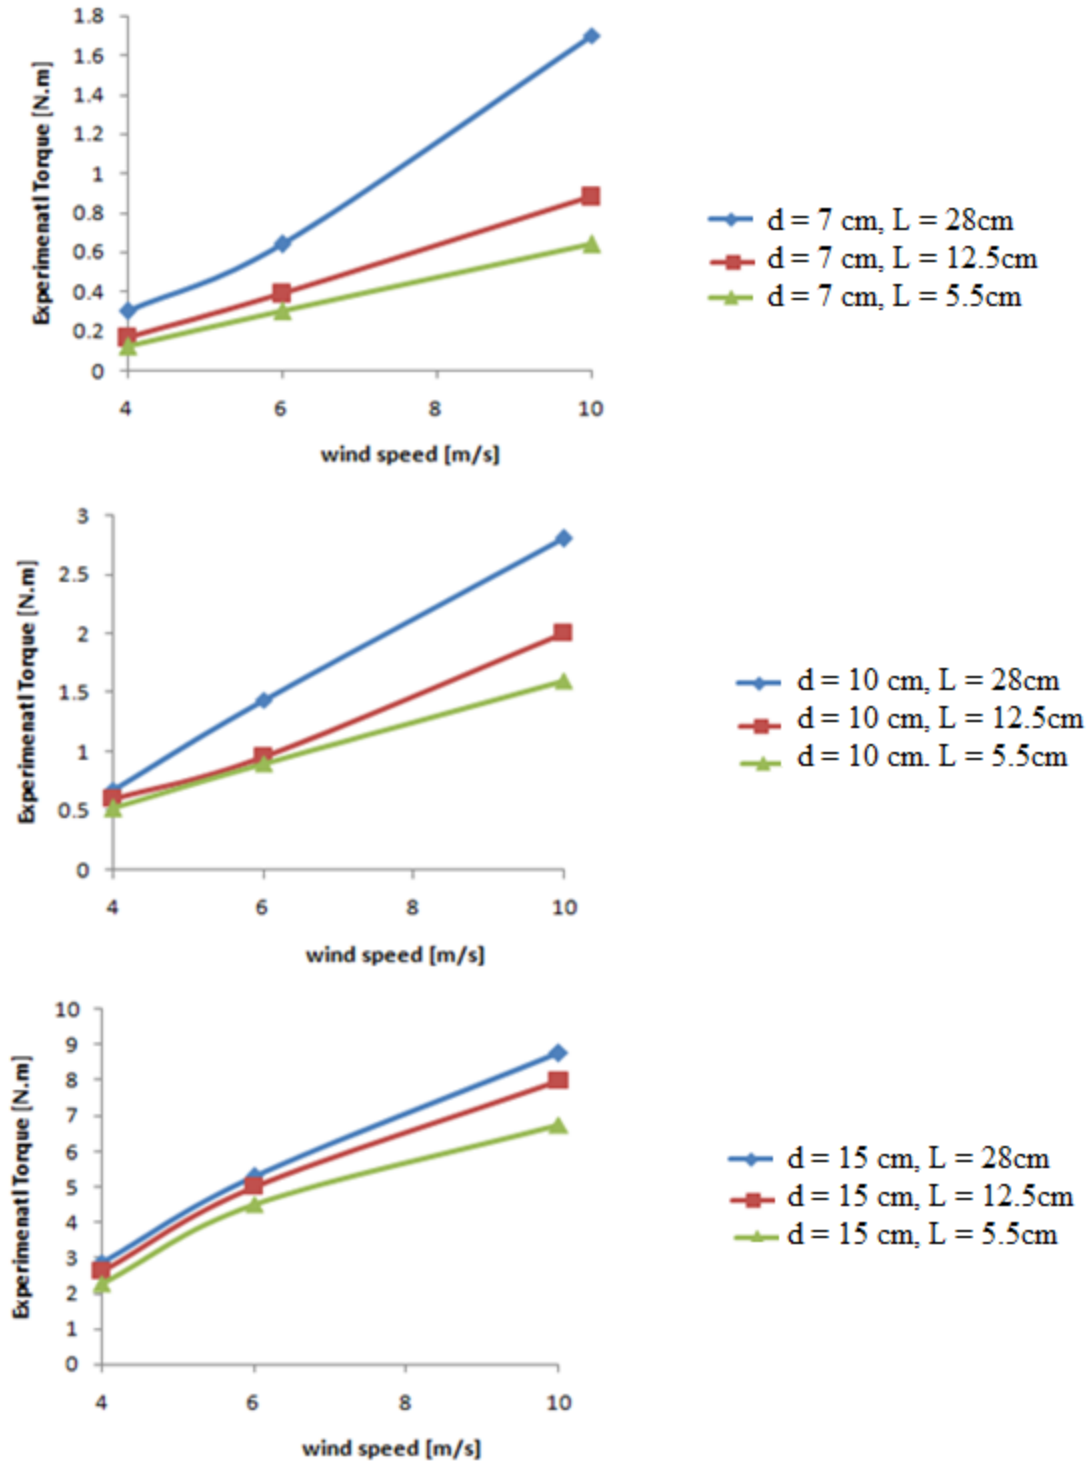 1.8
1.6
1.4
1.2
1
0.8
0.6
0.4
0.2
0
4 6 8 10
Experimenatl Torque [N.m]
wind speed [m/s]
d = 7 cm, L = 28cm
d = 7 cm, L = 12.5cm
d = 7 cm, L = 5.5cm
3
2.5
2
1.5
1
0.5
0
4 6 8 10
Experimenatl Torque [N.m]
wind speed [m/s]
d = 10 cm, L = 28cm
d = 10 cm, L = 12.5cm
d = 10 cm. L = 5.5cm
10
9
8
7
6
5
4
3
2
1
0
4 6 8 10
Experimenatl Torque [N.m]
wind speed [m/s]
d = 15 cm, L = 28cm
d = 15 cm, L = 12.5cm
d = 15 cm, L = 5.5cm